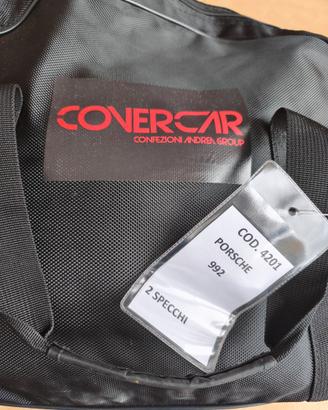 COVERCAR
CONFEZIONI ANDREA GROUP
COD. 4201
PORSCHE
992
2 SPECCHI